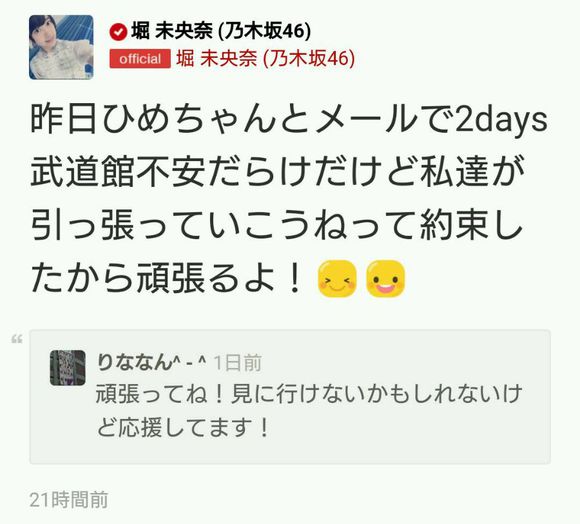 堀 未央奈 (乃木坂46)
official 堀 未央奈 (乃木坂46)
昨日ひめちゃんとメールで2days
武道館不安だらけだけど私達が
引っ張っていこうねって約束し
たから頑張るよ！😆😃
りななん^ - ^ 1日前
頑張ってね！見に行けないかもしれないけ
ど応援してます！
21時間前